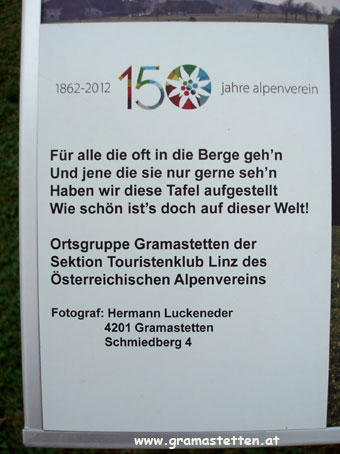 1862-2012 150 jahre alpenverein
Für alle die oft in die Berge geh'n
Und jene die sie nur gerne seh'n
Haben wir diese Tafel aufgestellt
Wie schön ist's doch auf dieser Welt!
Ortsgruppe Gramastetten der
Sektion Touristenklub Linz des
Österreichischen Alpenvereins
Fotograf: Hermann Luckeneder
4201 Gramastetten
Schmiedberg 4
www.gramastetten.at